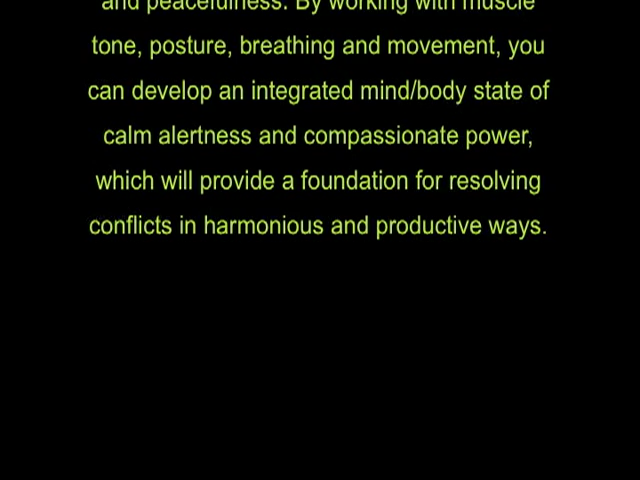 and peacefulness. By working with muscle
tone, posture, breathing and movement, you
can develop an integrated mind/body state of
calm alertness and compassionate power,
which will provide a foundation for resolving
conflicts in harmonious and productive ways.